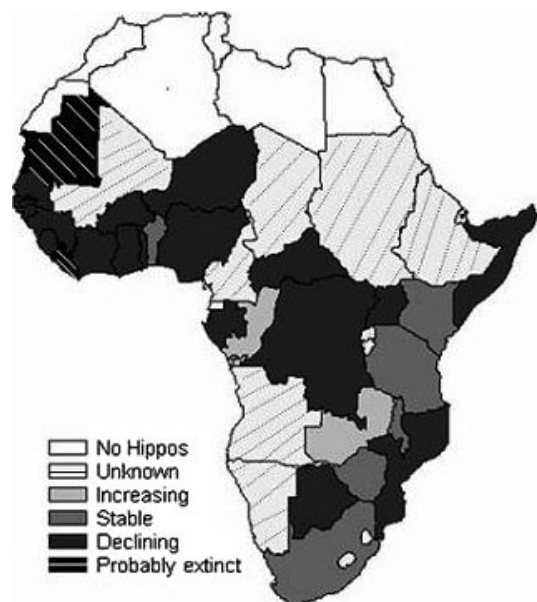 No Hippos
Unknown
Increasing
Stable
Declining
Probably extinct